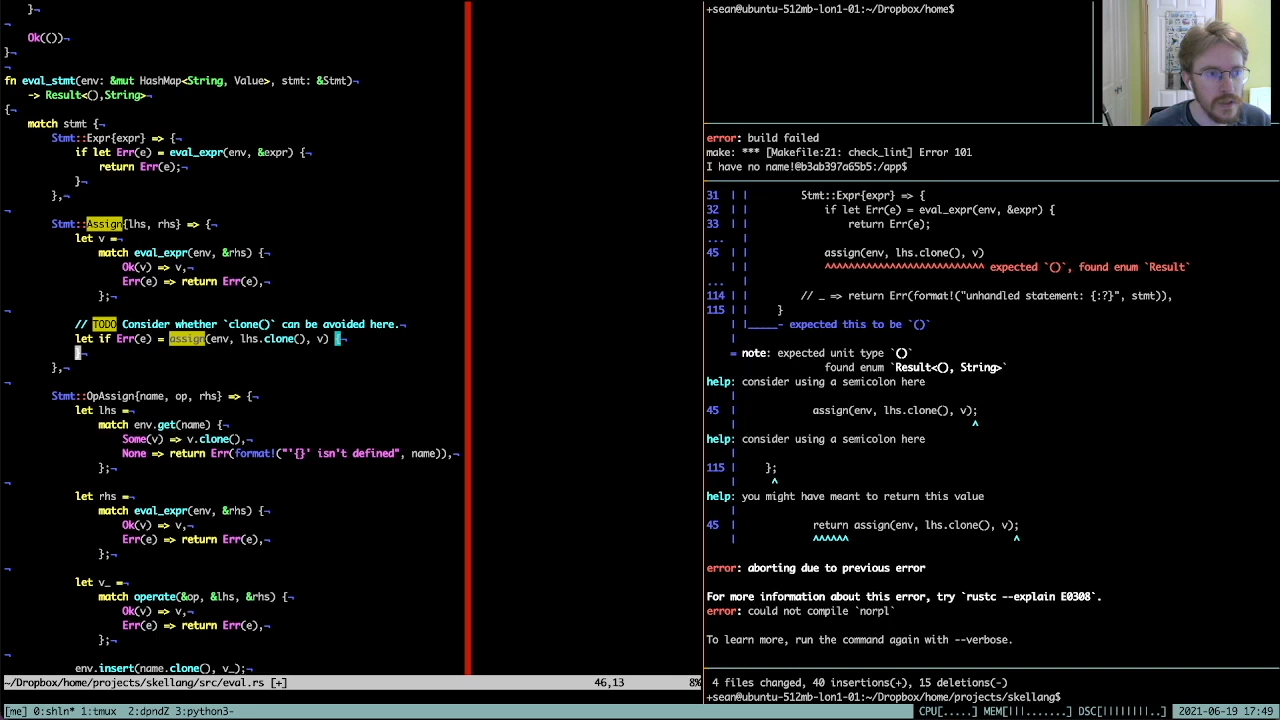 }¬
¬
    Ok(())¬
}¬
¬
fn eval_stmt(env: &mut HashMap<String, Value>, stmt: &Stmt)¬
    -> Result<(),String>¬
{¬
    match stmt {¬
        Stmt::Expr{expr} => {¬
            if let Err(e) = eval_expr(env, &expr) {¬
                return Err(e);¬
            }¬
        },¬
¬
        Stmt::Assign{lhs, rhs} => {¬
            let v =¬
                match eval_expr(env, &rhs) {¬
                    Ok(v) => v,¬
                    Err(e) => return Err(e),¬
                };¬
¬
            // TODO Consider whether `clone()` can be avoided here.¬
            let if Err(e) = assign(env, lhs.clone(), v) {¬
            }¬
        },¬
¬
        Stmt::OpAssign{name, op, rhs} => {¬
            let lhs =¬
                match env.get(name) {¬
                    Some(v) => v.clone(),¬
                    None => return Err(format!("'{}' isn't defined", name)),¬
                };¬
¬
            let rhs =¬
                match eval_expr(env, &rhs) {¬
                    Ok(v) => v,¬
                    Err(e) => return Err(e),¬
                };¬
¬
            let v_ =¬
                match operate(&op, &lhs, &rhs) {¬
                    Ok(v) => v,¬
                    Err(e) => return Err(e),¬
                };¬
¬
            env.insert(name.clone(), v_);¬
~/Dropbox/home/projects/skellang/src/eval.rs [+] 46,13 8%
+sean@ubuntu-512mb-lon1-01:~/Dropbox/home$
error: build failed
make: *** [Makefile:21: check_lint] Error 101
I have no name!@b3ab397a65b5:/app$
31 | |         Stmt::Expr{expr} => {
32 | |             if let Err(e) = eval_expr(env, &expr) {
33 | |                 return Err(e);
... |
45 | |             assign(env, lhs.clone(), v)
   | |             ^^^^^^^^^^^^^^^^^^^^^^^^^^^ expected `()`, found enum `Result`
... |
114 | |         // _ => return Err(format!("unhandled statement: {:?}", stmt)),
115 | |     }
    | |_____- expected this to be `()`
    |
    = note: expected unit type `()`
                    found enum `Result<(), String>`
help: consider using a semicolon here
    |
45  |             assign(env, lhs.clone(), v);
    |                                        ^
help: consider using a semicolon here
    |
115 |     };
    |      ^
help: you might have meant to return this value
    |
45  |             return assign(env, lhs.clone(), v);
    |             ^^^^^^                            ^
error: aborting due to previous error
For more information about this error, try `rustc --explain E0308`.
error: could not compile `norpl`
To learn more, run the command again with --verbose.
4 files changed, 40 insertions(+), 15 deletions(-)
+sean@ubuntu-512mb-lon1-01:~/Dropbox/home/projects/skellang$
[me] 0:shln* 1:tmux  2:dpndZ 3:python3- CPU[.....] MEM[|||.......] DSC[||||||||..] 2021-06-19 17:49